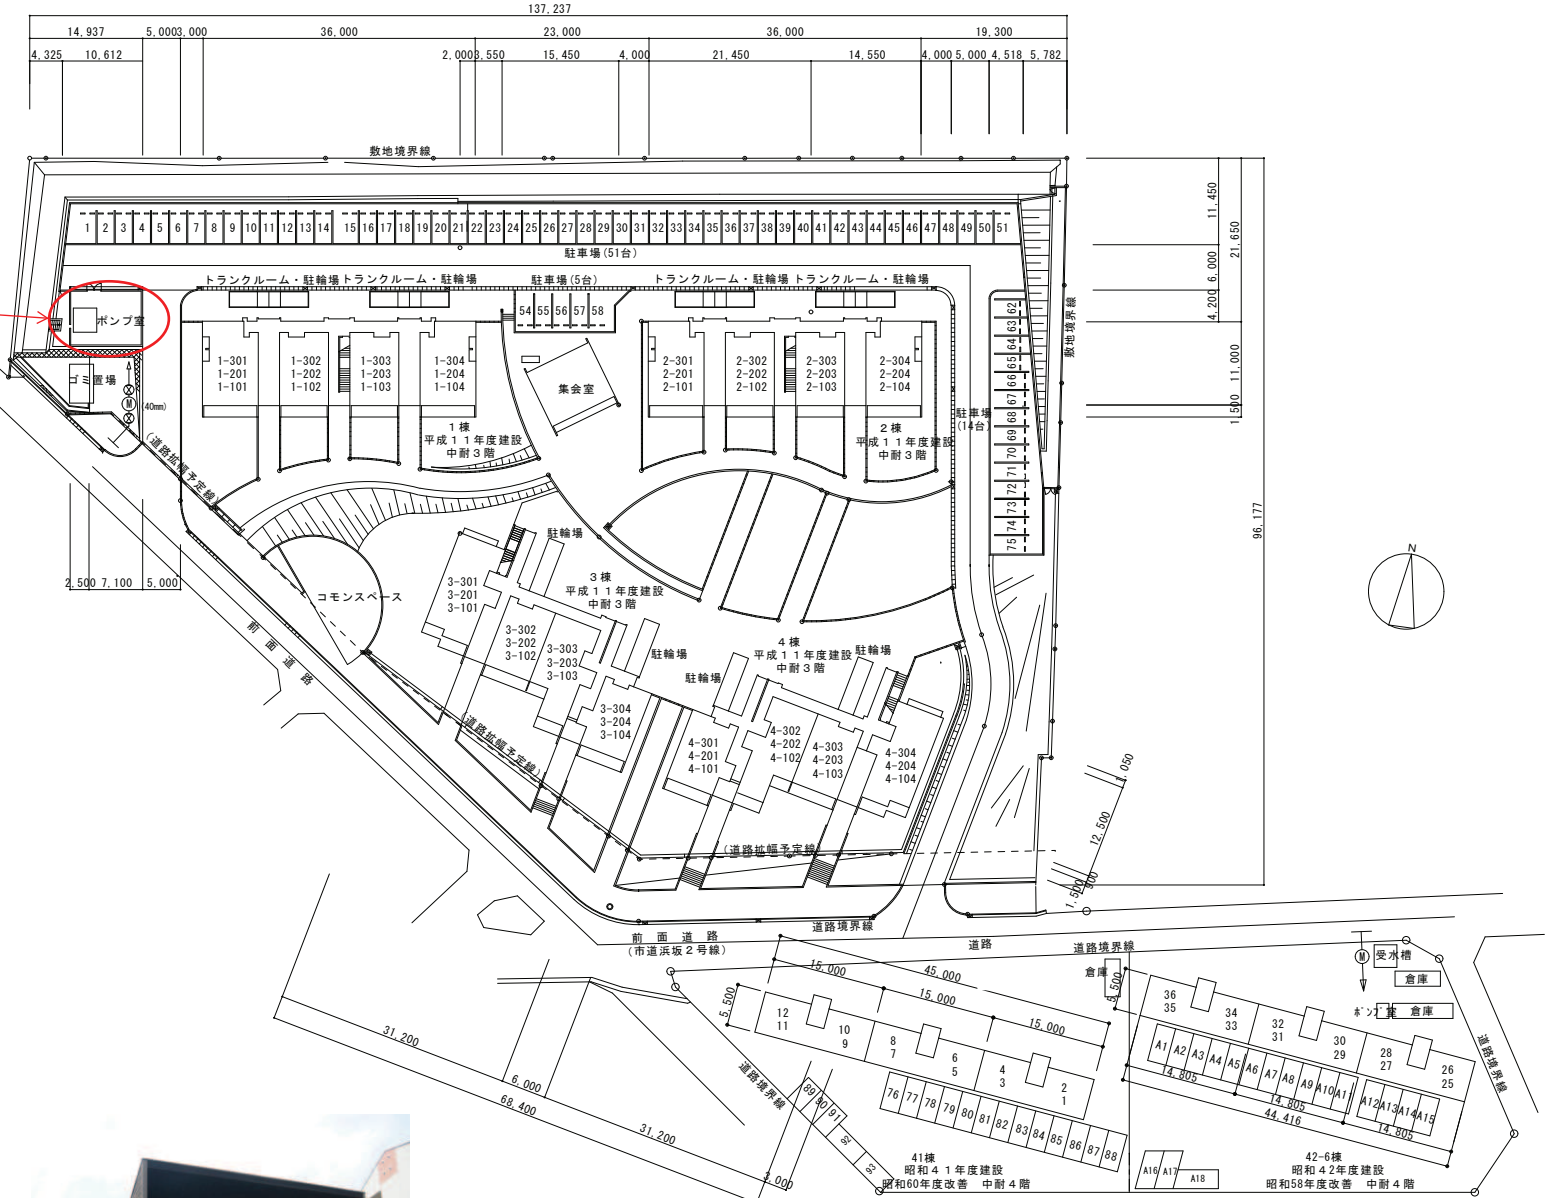 137,237
14,937 5,000 3,000 36,000 23,000 36,000 19,300
4,325 10,612 2,000 3,550 15,450 4,000 21,450 14,550 4,000 5,000 4,518 5,782
敷地境界線
1 2 3 4 5 6 7 8 9 10 11 12 13 14 15 16 17 18 19 20 21 22 23 24 25 26 27 28 29 30 31 32 33 34 35 36 37 38 39 40 41 42 43 44 45 46 47 48 49 50 51
駐車場(51台)
11,450
21,650
6,000
4,200
11,000
1,500
96,177
トランクルーム・駐輪場 トランクルーム・駐輪場 駐車場(5台) トランクルーム・駐輪場 トランクルーム・駐輪場
54 55 56 57 58
ポンプ室
ゴミ置場
M
(40mm)
1-301 1-302 1-303 1-304
1-201 1-202 1-203 1-204
1-101 1-102 1-103 1-104
集会室
2-301 2-302 2-303 2-304
2-201 2-202 2-203 2-204
2-101 2-102 2-103 2-104
1棟
平成11年度建設
中耐3階
2棟
平成11年度建設
中耐3階
駐車場
(14台)
62
63
64
65
66
67
68
69
70
71
72
73
74
75
敷地境界線
(道路拡幅予定線)
2,500 7,100 5,000
前面道路
コモンスペース
駐輪場
3棟
平成11年度建設
中耐3階
3-301
3-201
3-101
3-302
3-202
3-102
3-303
3-203
3-103
3-304
3-204
3-104
駐輪場
駐輪場
4棟
平成11年度建設
中耐3階
駐輪場
4-301
4-201
4-101
4-302
4-202
4-102
4-303
4-203
4-103
4-304
4-204
4-104
(道路拡幅予定線)
(道路拡幅予定線)
N
1,050
12,500
900
1,500
前面道路
(市道浜坂2号線)
道路境界線
道路
道路境界線
31,200
6,000
68,400
31,200
3,000
15,000
45,000
15,000
15,000
5,500
12
11
10
9
8
7
6
5
4
3
2
1
道路境界線
89 90 91
92
93
76 77 78 79 80 81 82 83 84 85 86 87 88
41棟
昭和41年度建設
昭和60年度改善 中耐4階
倉庫
5,500
M
受水槽
倉庫
ポンプ室
倉庫
36
35
34
33
32
31
30
29
28
27
26
25
A1 A2 A3 A4 A5 A6 A7 A8 A9 A10 A11 A12 A13 A14 A15
14,805
14,805
44,416
14,805
道路境界線
A16 A17 A18
42-6棟
昭和42年度建設
昭和58年度改善 中耐4階